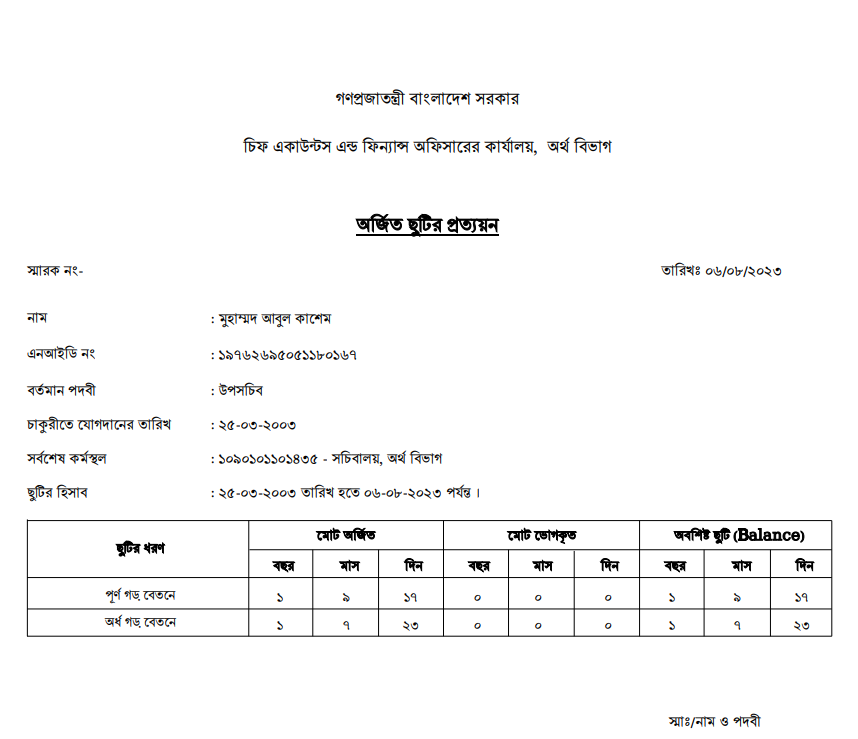 গণপ্রজাতন্ত্রী বাংলাদেশ সরকার
চিফ একাউন্টস এন্ড ফিন্যান্স অফিসারের কার্যালয়, অর্থ বিভাগ
অর্জিত ছুটির প্রত্যয়ন
স্মারক নং- তারিখঃ ০৬/০৮/২০২৩
নাম : মুহাম্মদ আবুল কাশেম
এনআইডি নং : ১৯৭৬২৬৯৫০৫১১৮০১৬৭
বর্তমান পদবী : উপসচিব
চাকুরীতে যোগদানের তারিখ : ২৫-০৩-২০০৩
সর্বশেষ কর্মস্থল : ১০৯০১০১১০১৪৩৫ - সচিবালয়, অর্থ বিভাগ
ছুটির হিসাব : ২৫-০৩-২০০৩ তারিখ হতে ০৬-০৮-২০২৩ পর্যন্ত।
ছুটির ধরণ মোট অর্জিত মোট ভোগকৃত অবশিষ্ট ছুটি (Balance)
বছর মাস দিন বছর মাস দিন বছর মাস দিন
পূর্ণ গড় বেতনে ১ ৯ ১৭ ০ ০ ০ ১ ৯ ১৭
অর্ধ গড় বেতনে ১ ৭ ২৩ ০ ০ ০ ১ ৭ ২৩
স্মাঃ/নাম ও পদবী